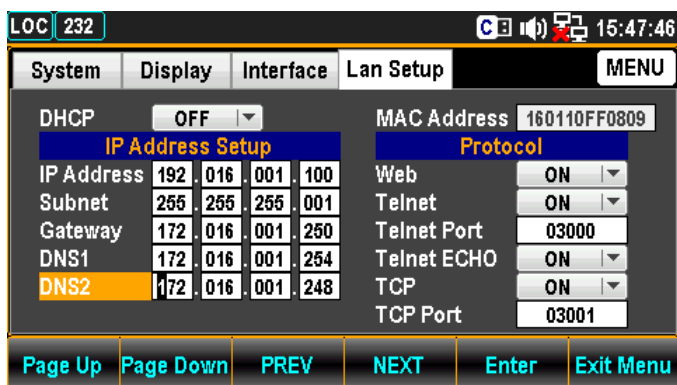 LOC 232 C 15:47:46
System Display Interface Lan Setup MENU
DHCP OFF MAC Address 160110FF0809
IP Address Setup Protocol
IP Address 192 . 016 . 001 . 100 Web ON
Subnet 255 . 255 . 255 . 001 Telnet ON
Gateway 172 . 016 . 001 . 250 Telnet Port 03000
DNS1 172 . 016 . 001 . 254 Telnet ECHO ON
DNS2 172 . 016 . 001 . 248 TCP ON
TCP Port 03001
Page Up Page Down PREV NEXT Enter Exit Menu